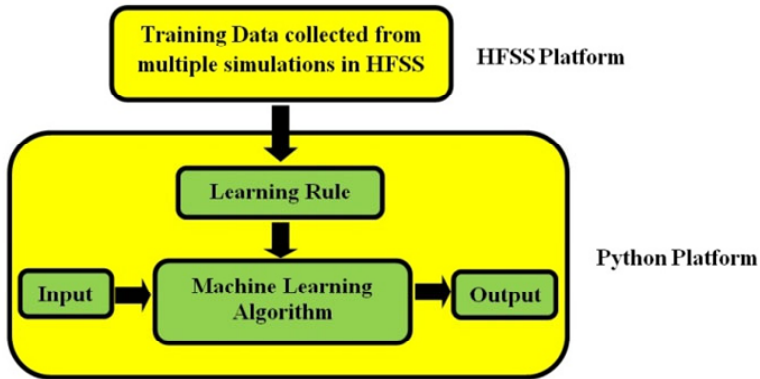 Training Data collected from
multiple simulations in HFSS
HFSS Platform
Learning Rule
Python Platform
Input
Machine Learning
Algorithm
Output